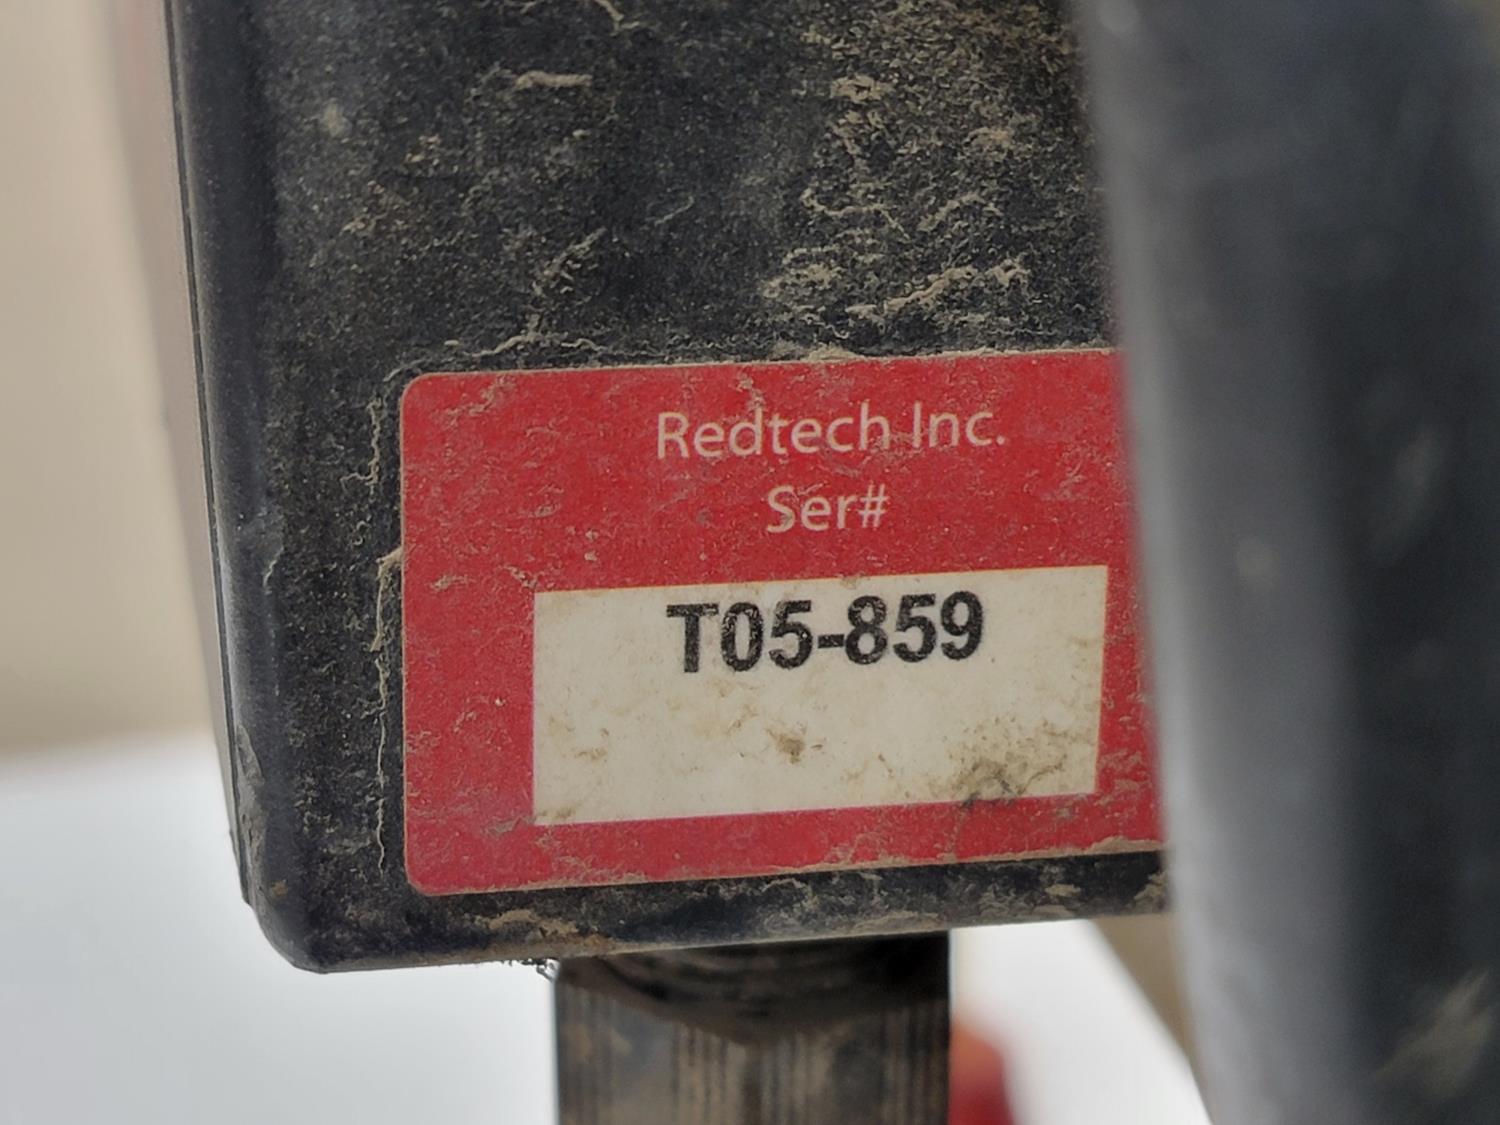 Redtech Inc.
Ser#
T05-859